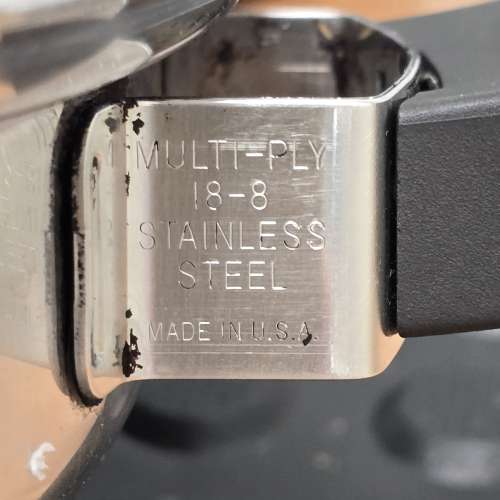 MULTI-PLY
18-8
STAINLESS
STEEL
MADE IN U.S.A.